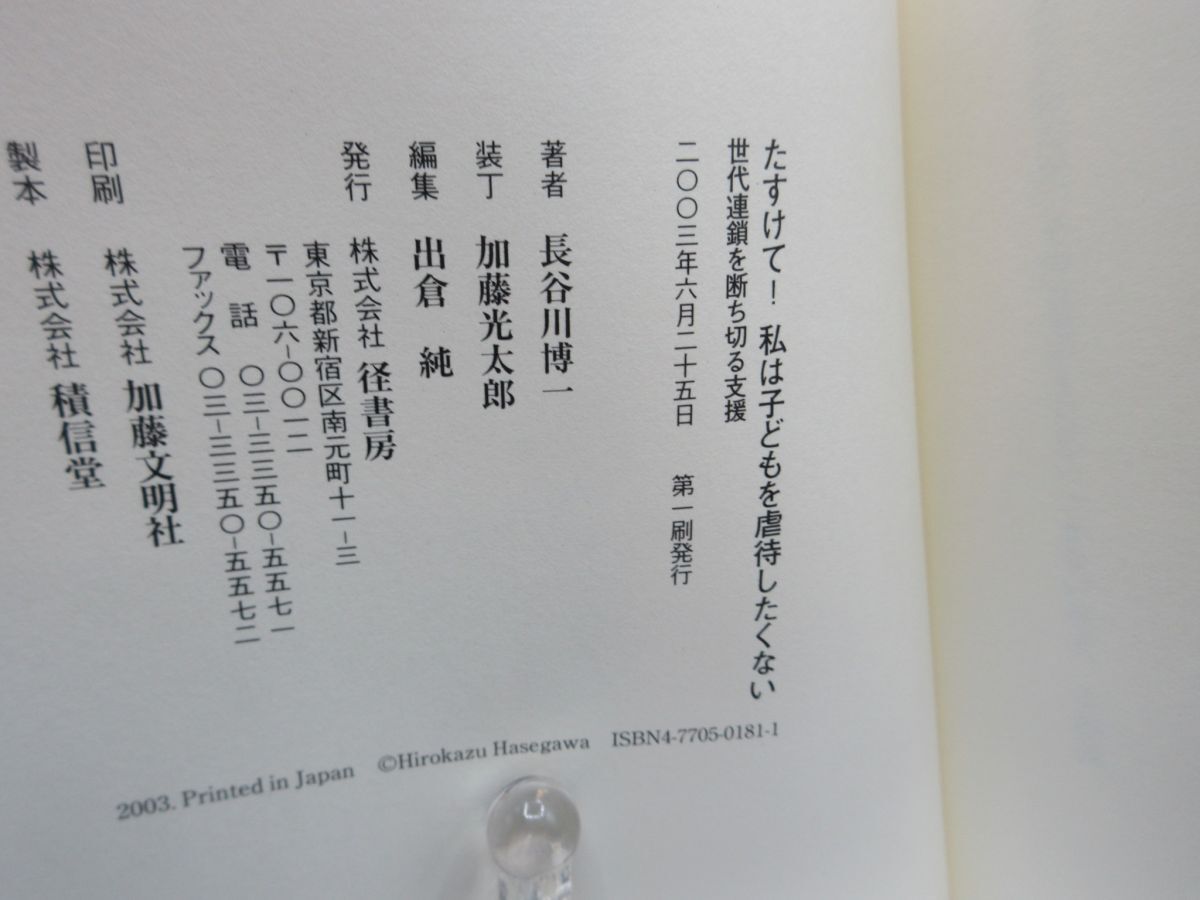 たすけて！ 私は子どもを虐待したくない
世代連鎖を断ち切る支援
二〇〇三年六月二十五日 第一刷発行
著者 長谷川博一
装丁 加藤光太郎
編集 出倉 純
発行 株式会社 径書房
東京都新宿区南元町十一-三
〒一〇六-〇〇一二
電話 〇三-三三五〇-五五七一
ファックス 〇三-三三五〇-五五七二
印刷 株式会社 加藤文明社
製本 株式会社 積信堂
2003. Printed in Japan ©Hirokazu Hasegawa ISBN4-7705-0181-1